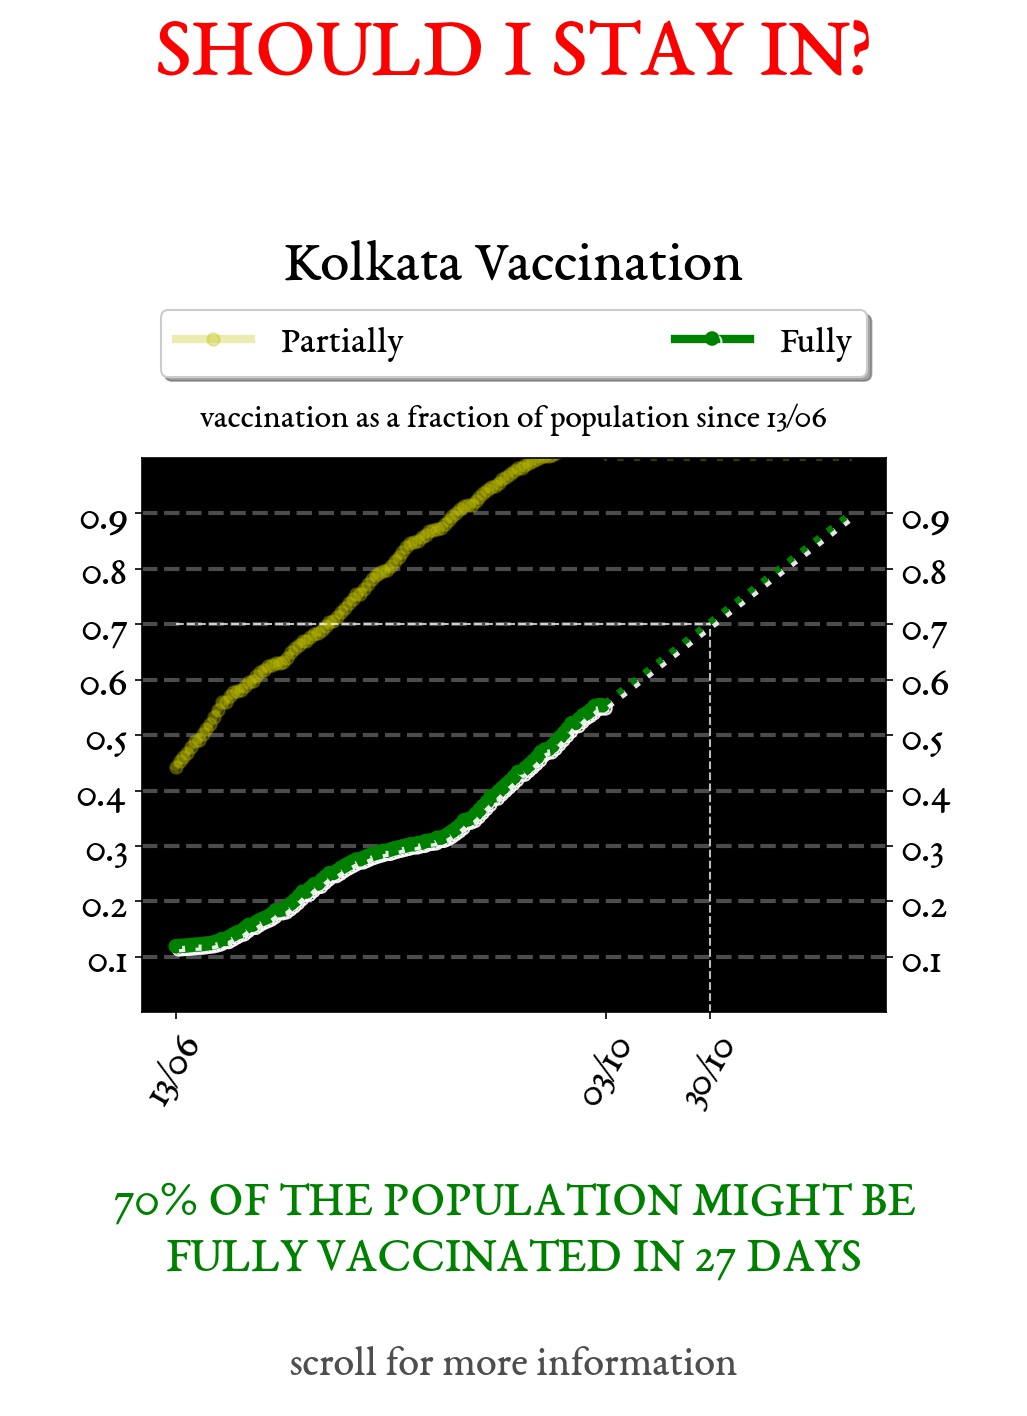 SHOULD I STAY IN?
Kolkata Vaccination
Partially Fully
vaccination as a fraction of population since 13/06
0.9 0.9
0.8 0.8
0.7 0.7
0.6 0.6
0.5 0.5
0.4 0.4
0.3 0.3
0.2 0.2
0.1 0.1
13/06 03/10 30/10
70% OF THE POPULATION MIGHT BE
FULLY VACCINATED IN 27 DAYS
scroll for more information